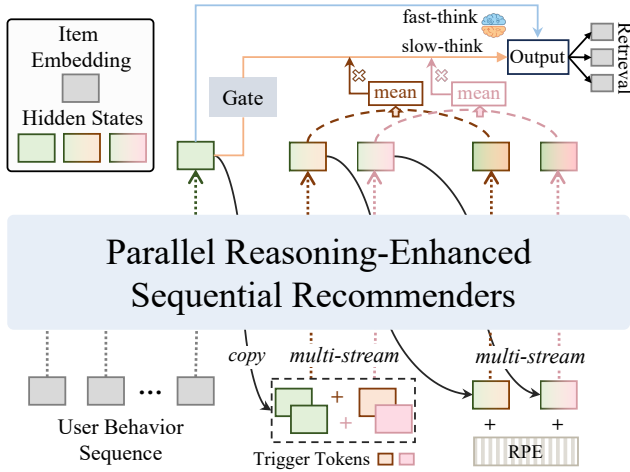 Item
Embedding
Hidden States
fast-think
slow-think
Output
Retrieval
Gate
mean
mean
Parallel Reasoning-Enhanced
Sequential Recommenders
copy
multi-stream
multi-stream
...
+
+
+
+
User Behavior
Sequence
Trigger Tokens
RPE